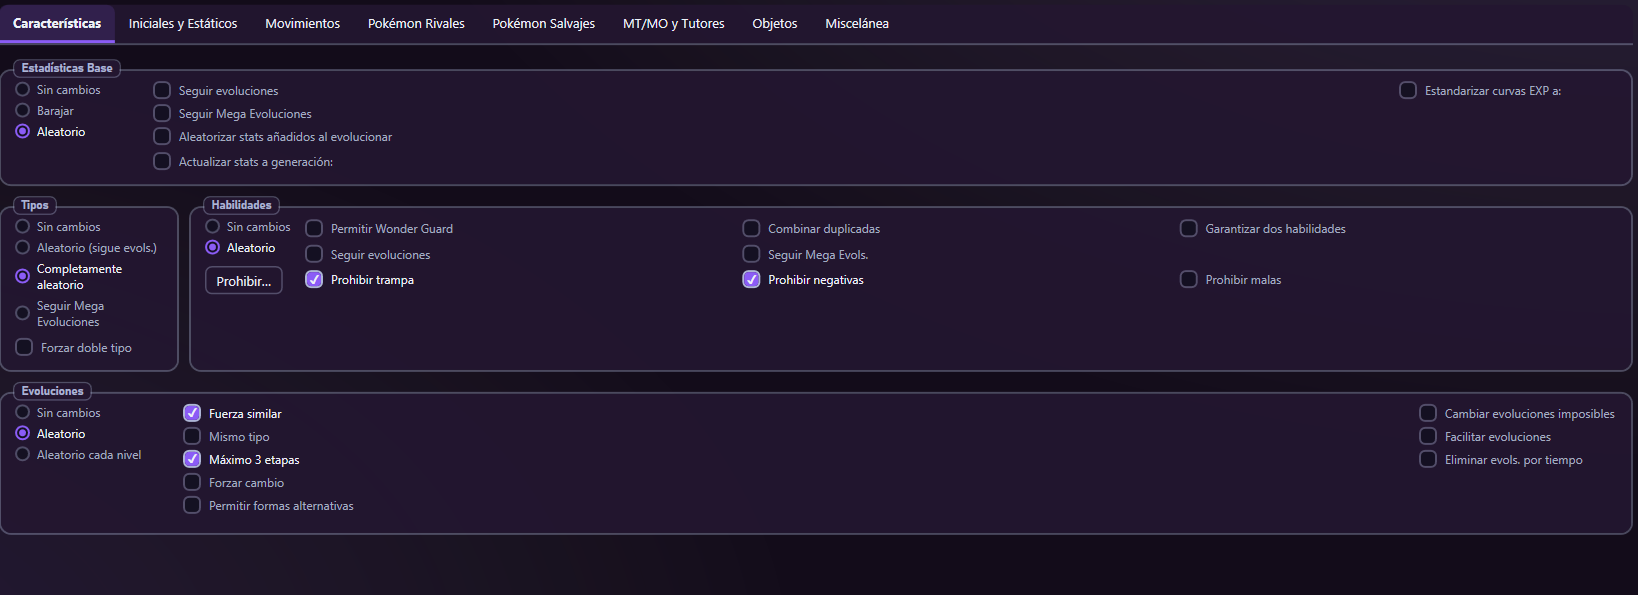 Características Iniciales y Estáticos Movimientos Pokémon Rivales Pokémon Salvajes MT/MO y Tutores Objetos Miscelánea
Estadísticas Base
Sin cambios
Barajar
Aleatorio
Seguir evoluciones
Seguir Mega Evoluciones
Aleatorizar stats añadidos al evolucionar
Actualizar stats a generación:
Estandarizar curvas EXP a:
Tipos
Sin cambios
Aleatorio (sigue evols.)
Completamente
aleatorio
Seguir Mega
Evoluciones
Forzar doble tipo
Habilidades
Sin cambios
Aleatorio
Prohibir...
Permitir Wonder Guard
Seguir evoluciones
Prohibir trampa
Combinar duplicadas
Seguir Mega Evols.
Prohibir negativas
Garantizar dos habilidades
Prohibir malas
Evoluciones
Sin cambios
Aleatorio
Aleatorio cada nivel
Fuerza similar
Mismo tipo
Máximo 3 etapas
Forzar cambio
Permitir formas alternativas
Cambiar evoluciones imposibles
Facilitar evoluciones
Eliminar evols. por tiempo